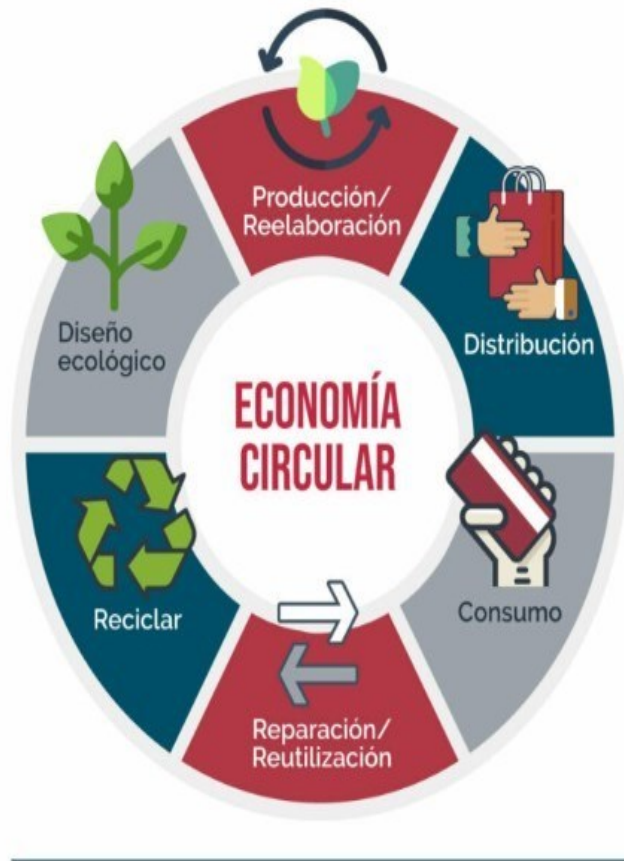 Producción/
Reelaboración
Distribución
Consumo
Reparación/
Reutilización
Reciclar
Diseño
ecológico
ECONOMÍA
CIRCULAR